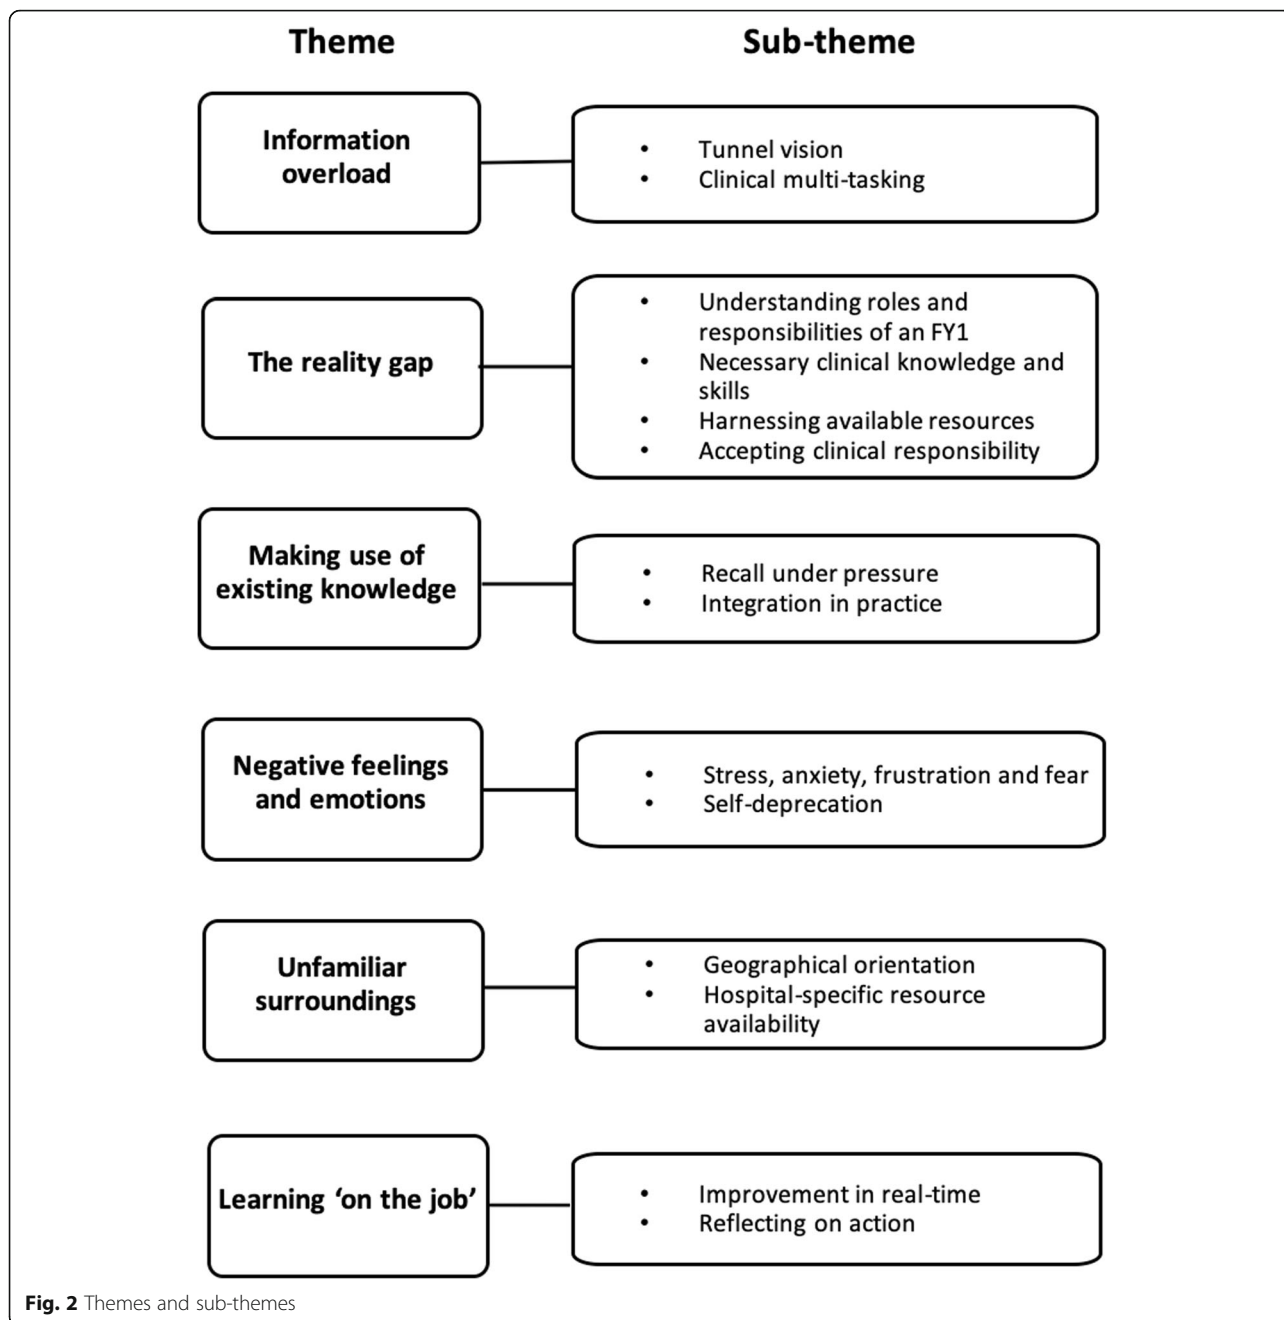 Theme
Sub-theme
Information
overload
• Tunnel vision
• Clinical multi-tasking
The reality gap
• Understanding roles and
responsibilities of an FY1
• Necessary clinical knowledge and
skills
• Harnessing available resources
• Accepting clinical responsibility
Making use of
existing knowledge
• Recall under pressure
• Integration in practice
Negative feelings
and emotions
• Stress, anxiety, frustration and fear
• Self-deprecation
Unfamiliar
surroundings
• Geographical orientation
• Hospital-specific resource
availability
Learning ‘on the job’
• Improvement in real-time
• Reflecting on action
Fig. 2 Themes and sub-themes